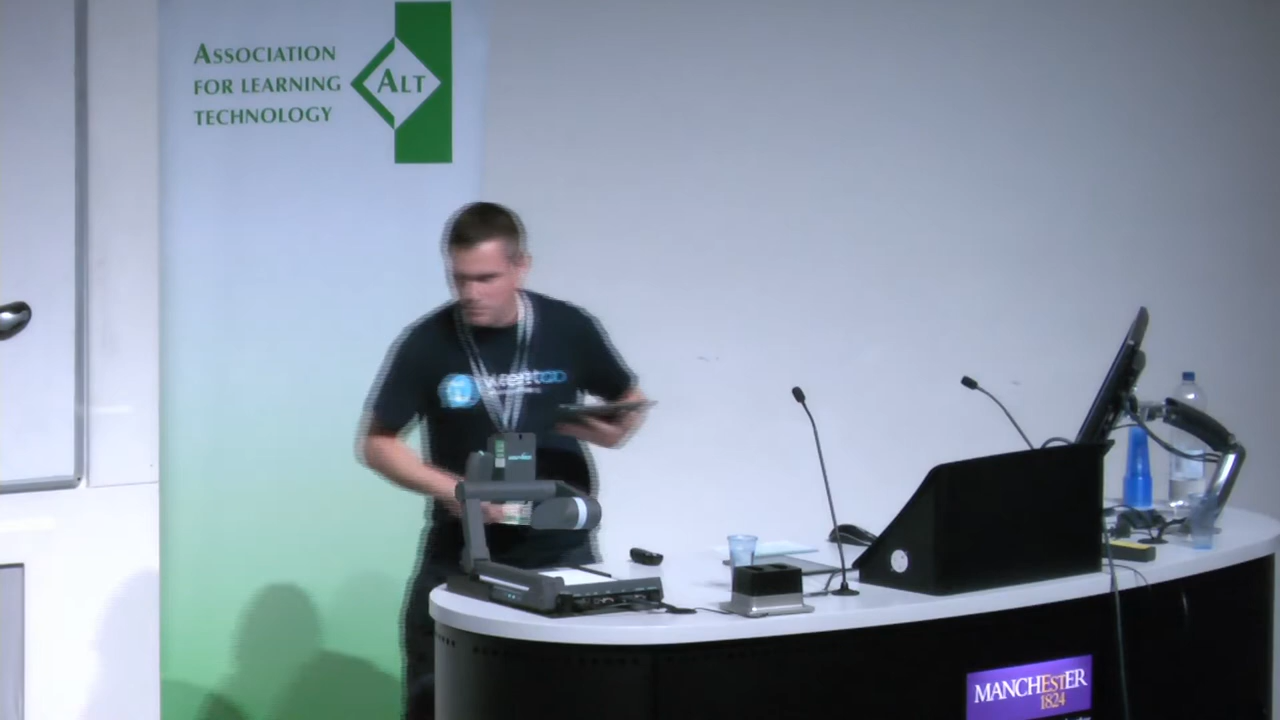 ASSOCIATION
FOR LEARNING
TECHNOLOGY
ALT
MANCHEStER
1824